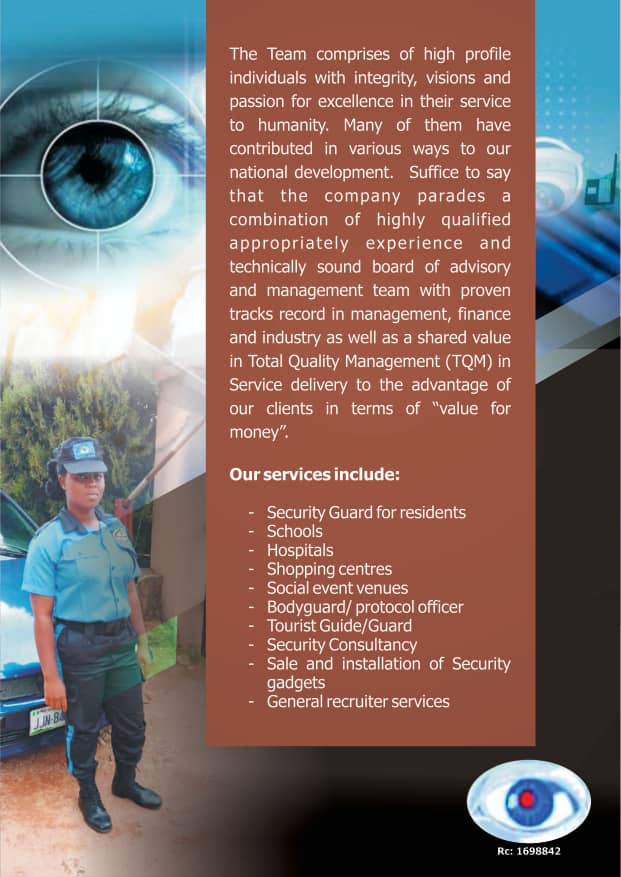 The Team comprises of high profile
individuals with integrity, visions and
passion for excellence in their service
to humanity. Many of them have
contributed in various ways to our
national development. Suffice to say
that the company parades a
combination of highly qualified
appropriately experience and
technically sound board of advisory
and management team with proven
tracks record in management, finance
and industry as well as a shared value
in Total Quality Management (TQM) in
Service delivery to the advantage of
our clients in terms of “value for
money”.
Our services include:
- Security Guard for residents
- Schools
- Hospitals
- Shopping centres
- Social event venues
- Bodyguard/ protocol officer
- Tourist Guide/Guard
- Security Consultancy
- Sale and installation of Security
gadgets
- General recruiter services
Rc: 1698842